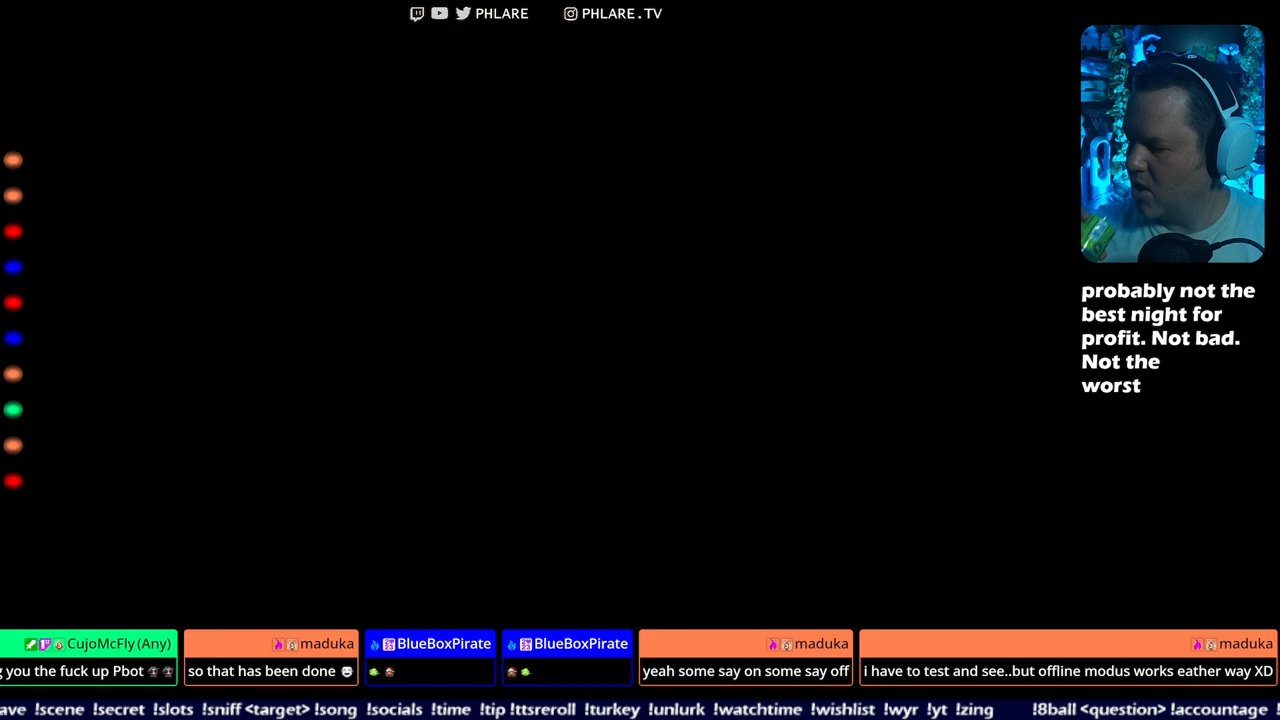 PHLARE PHLARE.TV
probably not the
best night for
profit. Not bad.
Not the
worst
CujoMcFly (Any)
g you the fuck up Pbot
maduka
so that has been done
BlueBoxPirate
BlueBoxPirate
maduka
yeah some say on some say off
maduka
i have to test and see..but offline modus works eather way XD
ave !scene !secret !slots !sniff <target> !song !socials !time !tip !ttsreroll !turkey !unlurk !watchtime !wishlist !wyr !yt !zing !8ball <question> !accountage